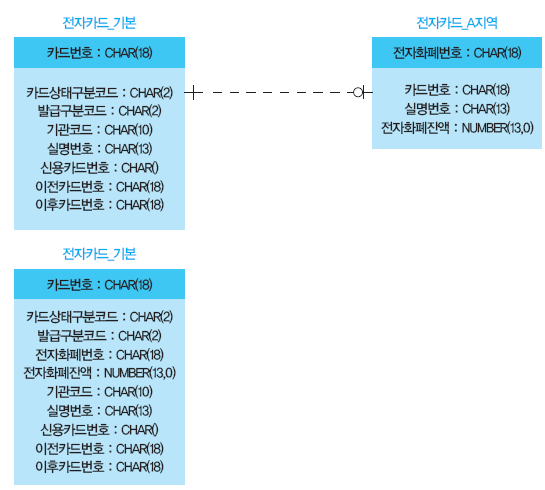 전자카드_기본
카드번호 : CHAR(18)
카드상태구분코드 : CHAR(2)
발급구분코드 : CHAR(2)
기관코드 : CHAR(10)
실명번호 : CHAR(13)
신용카드번호 : CHAR()
이전카드번호 : CHAR(18)
이후카드번호 : CHAR(18)
전자카드_A지역
전자화폐번호 : CHAR(18)
카드번호 : CHAR(18)
실명번호 : CHAR(13)
전자화폐잔액 : NUMBER(13,0)
전자카드_기본
카드번호 : CHAR(18)
카드상태구분코드 : CHAR(2)
발급구분코드 : CHAR(2)
전자화폐번호 : CHAR(18)
전자화폐잔액 : NUMBER(13,0)
기관코드 : CHAR(10)
실명번호 : CHAR(13)
신용카드번호 : CHAR()
이전카드번호 : CHAR(18)
이후카드번호 : CHAR(18)